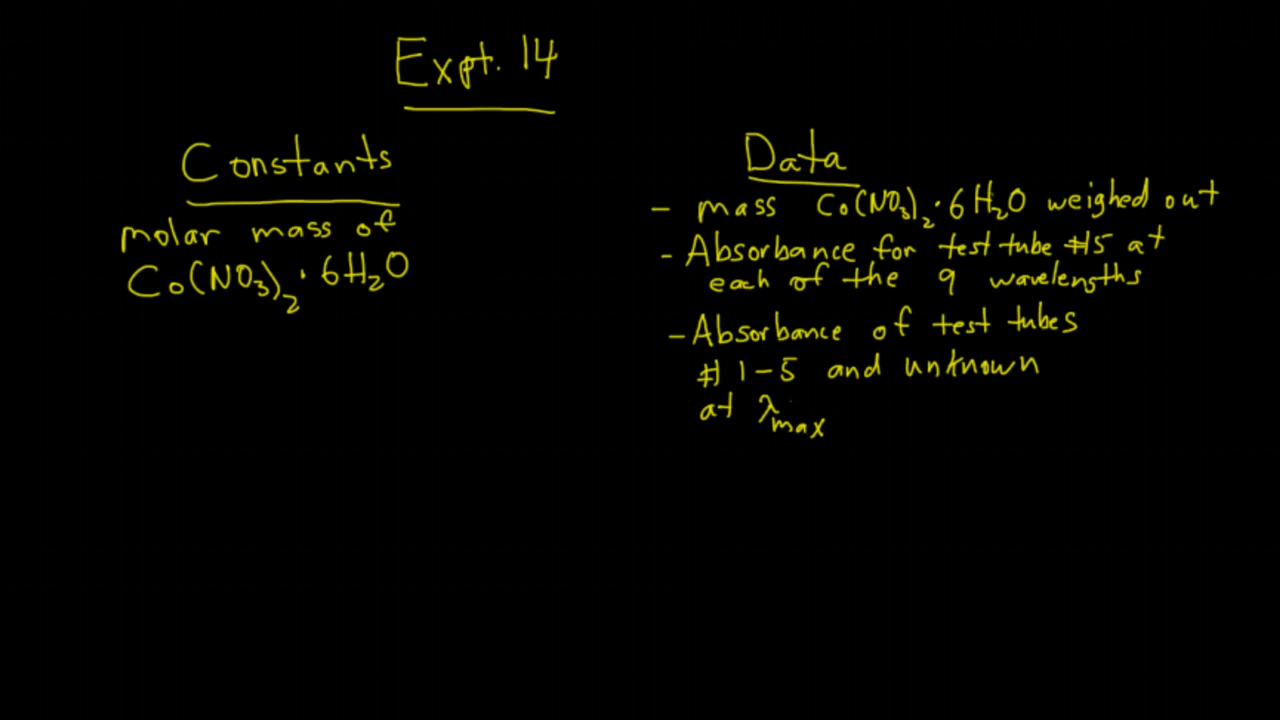 Expt. 14
Constants
molar mass of
Co(NO₃)₂ · 6H₂O
Data
- mass Co(NO₃)₂ · 6H₂O weighed out
- Absorbance for test tube #5 at
each of the 9 wavelengths
- Absorbance of test tubes
# 1-5 and unknown
at λmax